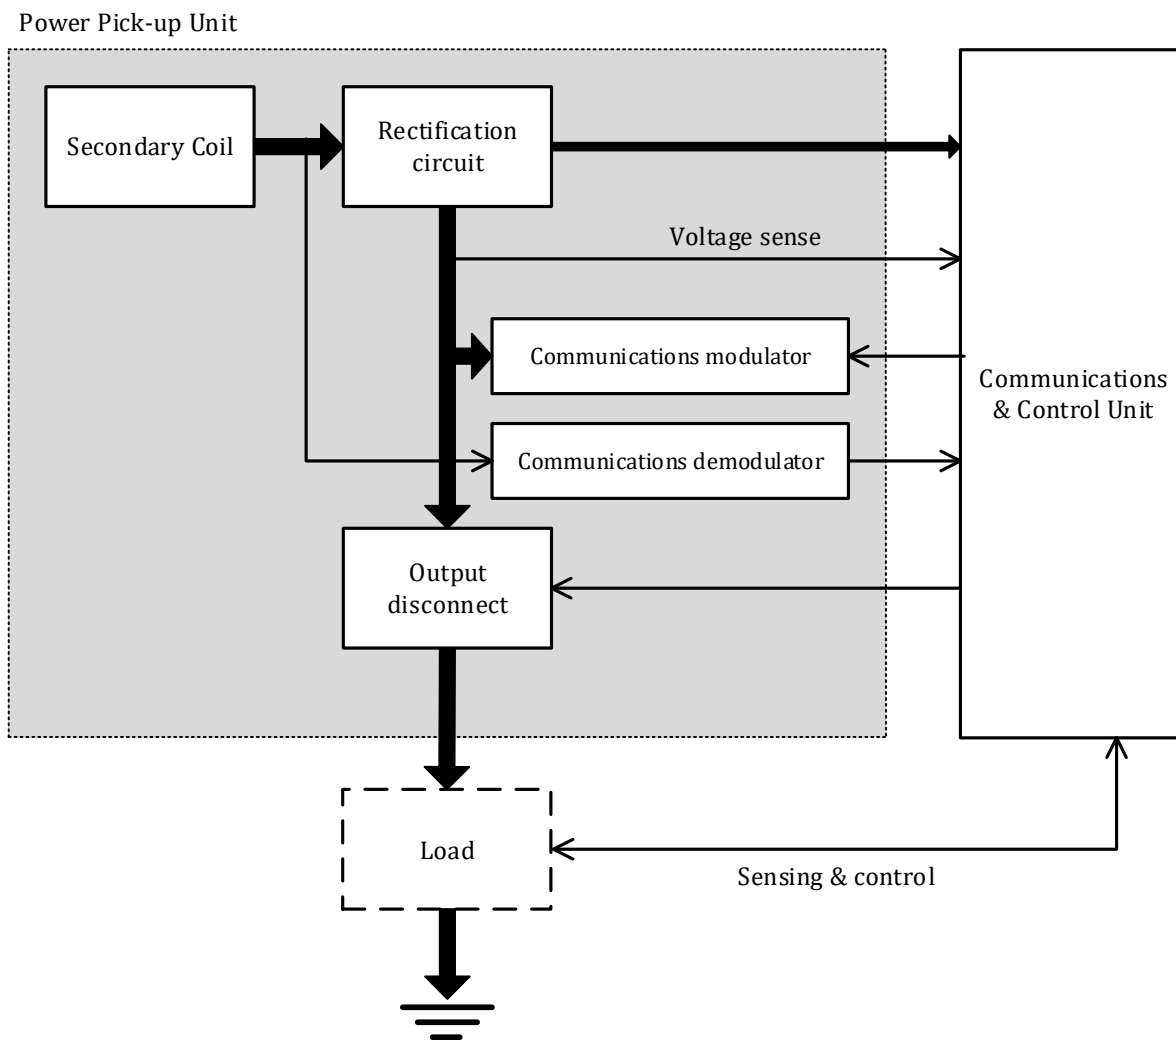 Power Pick-up Unit
Secondary Coil
Rectification
circuit
Voltage sense
Communications modulator
Communications
& Control Unit
Communications demodulator
Output
disconnect
Load
Sensing & control